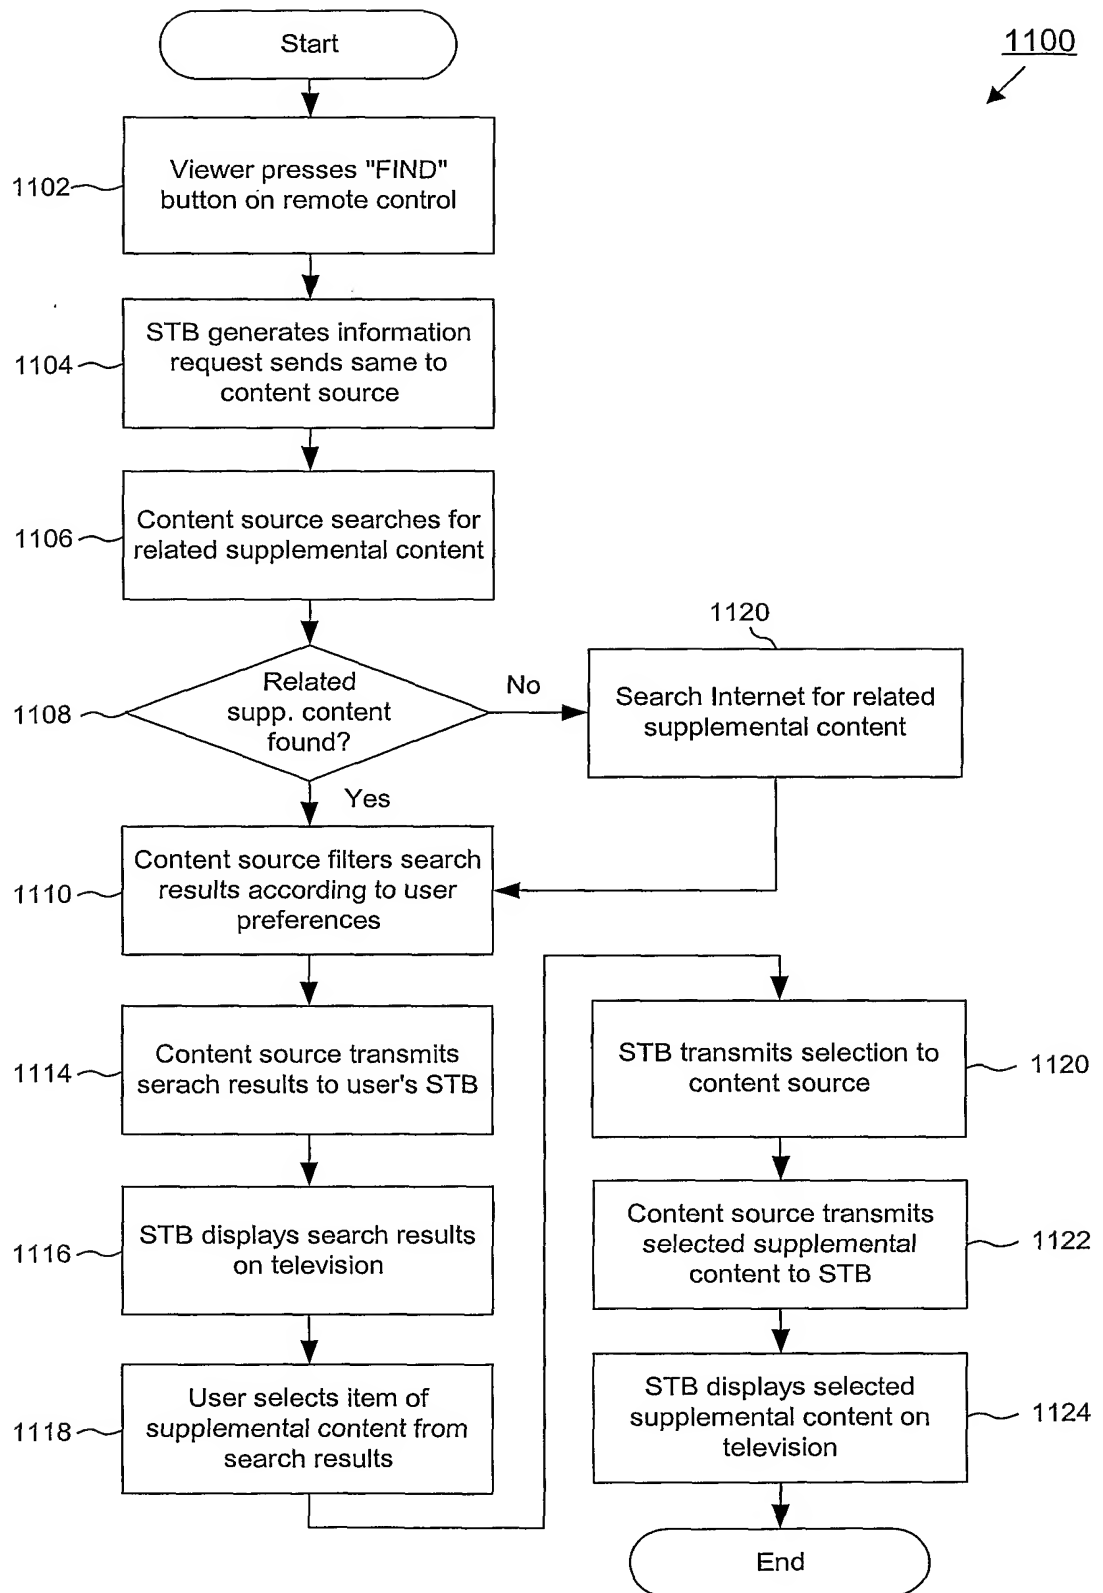 Start
1100
1102
Viewer presses "FIND"
button on remote control
1104
STB generates information
request sends same to
content source
1106
Content source searches for
related supplemental content
1108
Related
supp. content
found?
No
Yes
1120
Search Internet for related
supplemental content
1110
Content source filters search
results according to user
preferences
1114
Content source transmits
serach results to user's STB
1116
STB displays search results
on television
1118
User selects item of
supplemental content from
search results
STB transmits selection to
content source
1120
Content source transmits
selected supplemental
content to STB
1122
STB displays selected
supplemental content on
television
1124
End